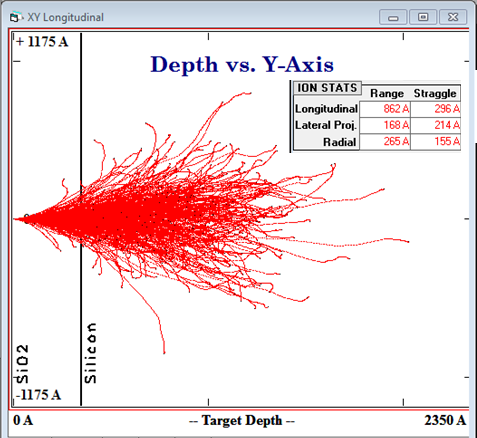 XY Longitudinal
+ 1175 A
Depth vs. Y-Axis
ION STATS Range Straggle
Longitudinal 862 A 296 A
Lateral Proj. 168 A 214 A
Radial 265 A 155 A
SiO2
Silicon
-1175 A
0 A -- Target Depth -- 2350 A